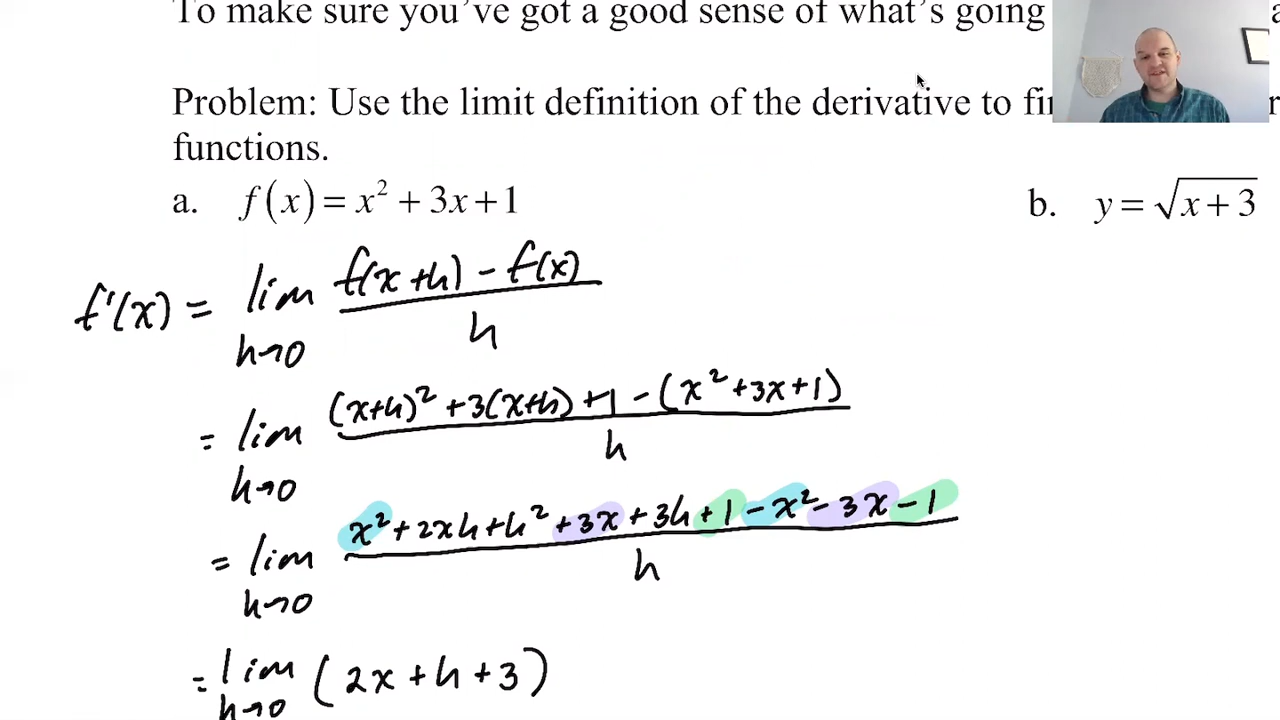 To make sure you've got a good sense of what's going
Problem: Use the limit definition of the derivative to
functions.
a. f(x) = x² + 3x + 1
b. y = √(x + 3)
f'(x) = lim h→0 (f(x+h) - f(x))/h
= lim h→0 ((x+h)² + 3(x+h) + 1 - (x² + 3x + 1))/h
= lim h→0 (x² + 2xh + h² + 3x + 3h + 1 - x² - 3x - 1)/h
= lim h→0 (2x + h + 3)